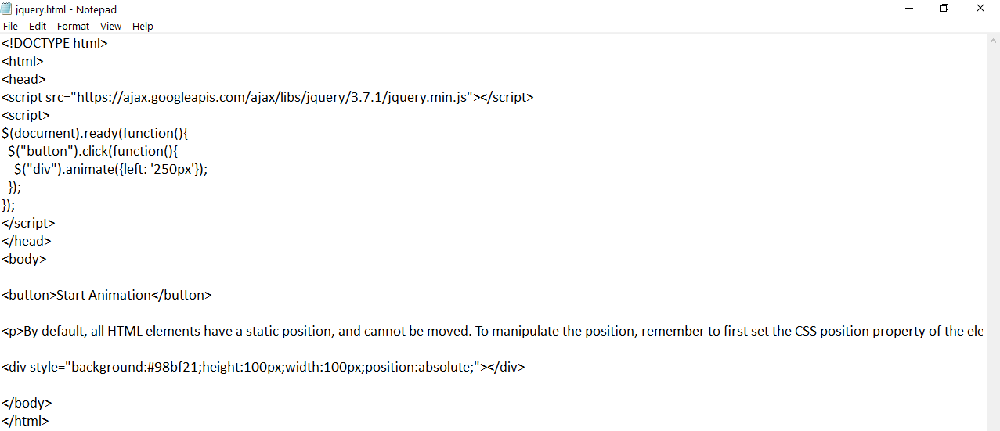 jquery.html - Notepad
File Edit Format View Help
<!DOCTYPE html>
<html>
<head>
<script src="https://ajax.googleapis.com/ajax/libs/jquery/3.7.1/jquery.min.js"></script>
<script>
$(document).ready(function(){
  $("button").click(function(){
    $("div").animate({left: '250px'});
  });
});
</script>
</head>
<body>

<button>Start Animation</button>

<p>By default, all HTML elements have a static position, and cannot be moved. To manipulate the position, remember to first set the CSS position property of the ele

<div style="background:#98bf21;height:100px;width:100px;position:absolute;"></div>

</body>
</html>